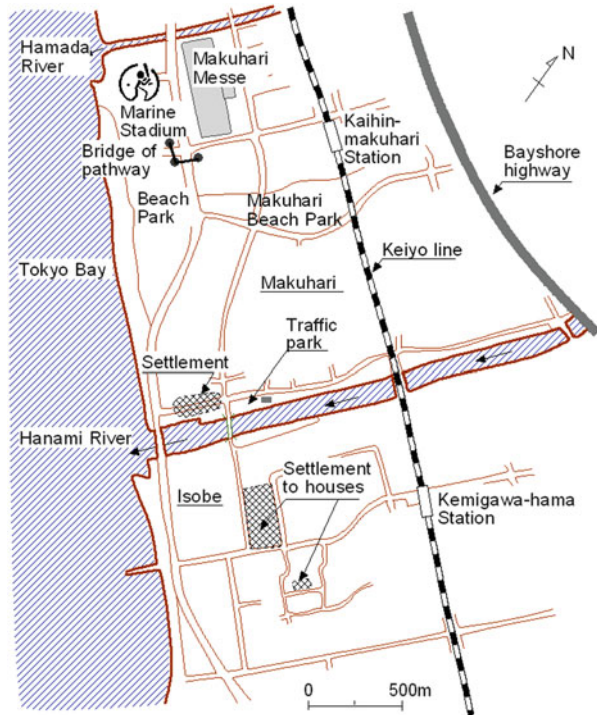 Hamada
River
Makuhari
Messe
N
Marine
Stadium
Bridge of
pathway
Kaihin-
makuhari
Station
Bayshore
highway
Beach
Park
Makuhari
Beach Park
Tokyo Bay
Keiyo line
Makuhari
Traffic
park
Settlement
Hanami River
Settlement
to houses
Isobe
Kemigawa-hama
Station
0
500m